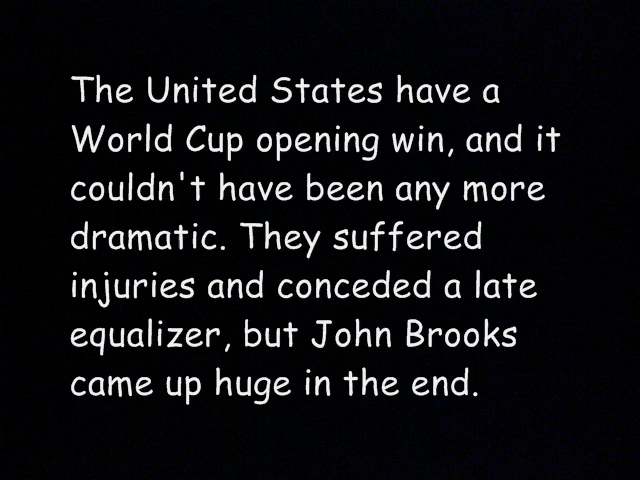 The United States have a
World Cup opening win, and it
couldn't have been any more
dramatic. They suffered
injuries and conceded a late
equalizer, but John Brooks
came up huge in the end.